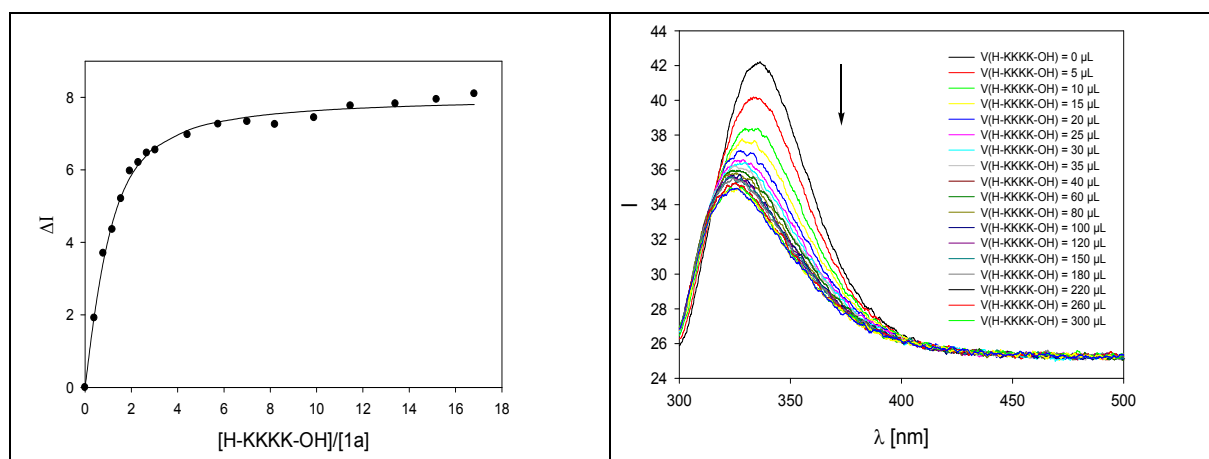 8
6
4
2
0
ΔI
0 2 4 6 8 10 12 14 16 18
[H-KKKK-OH]/[1a]
44
42
40
38
36
34
32
30
28
26
24
I
300 350 400 450 500
λ [nm]
V(H-KKKK-OH) = 0 µL
V(H-KKKK-OH) = 5 µL
V(H-KKKK-OH) = 10 µL
V(H-KKKK-OH) = 15 µL
V(H-KKKK-OH) = 20 µL
V(H-KKKK-OH) = 25 µL
V(H-KKKK-OH) = 30 µL
V(H-KKKK-OH) = 35 µL
V(H-KKKK-OH) = 40 µL
V(H-KKKK-OH) = 60 µL
V(H-KKKK-OH) = 80 µL
V(H-KKKK-OH) = 100 µL
V(H-KKKK-OH) = 120 µL
V(H-KKKK-OH) = 150 µL
V(H-KKKK-OH) = 180 µL
V(H-KKKK-OH) = 220 µL
V(H-KKKK-OH) = 260 µL
V(H-KKKK-OH) = 300 µL